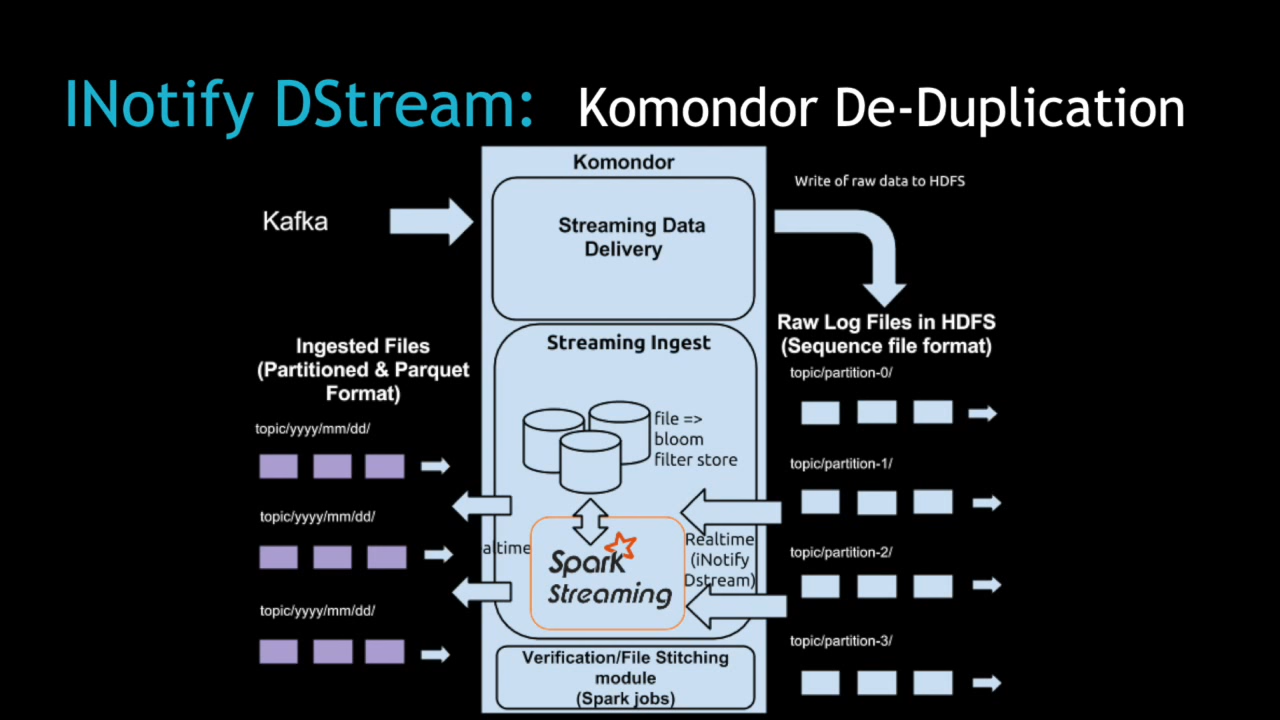 INotify DStream: Komondor De-Duplication
Komondor
Write of raw data to HDFS
Kafka
Streaming Data
Delivery
Raw Log Files in HDFS
(Sequence file format)
Streaming Ingest
Ingested Files
(Partitioned & Parquet
Format)
topic/partition-0/
file =>
bloom
filter store
topic/yyyy/mm/dd/
topic/partition-1/
topic/yyyy/mm/dd/
altime
Spark
Streaming
Realtime
(iNotify
Dstream)
topic/partition-2/
topic/yyyy/mm/dd/
topic/partition-3/
Verification/File Stitching
module
(Spark jobs)